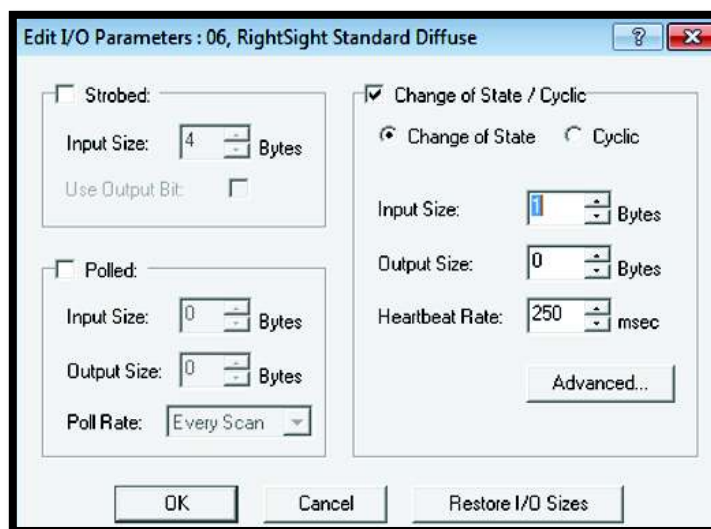 Edit I/O Parameters : 06, RightSight Standard Diffuse
Strobed:
Input Size: 4 Bytes
Use Output Bit:
Polled:
Input Size: 0 Bytes
Output Size: 0 Bytes
Poll Rate: Every Scan
Change of State / Cyclic
Change of State Cyclic
Input Size: 1 Bytes
Output Size: 0 Bytes
Heartbeat Rate: 250 msec
Advanced...
OK Cancel Restore I/O Sizes